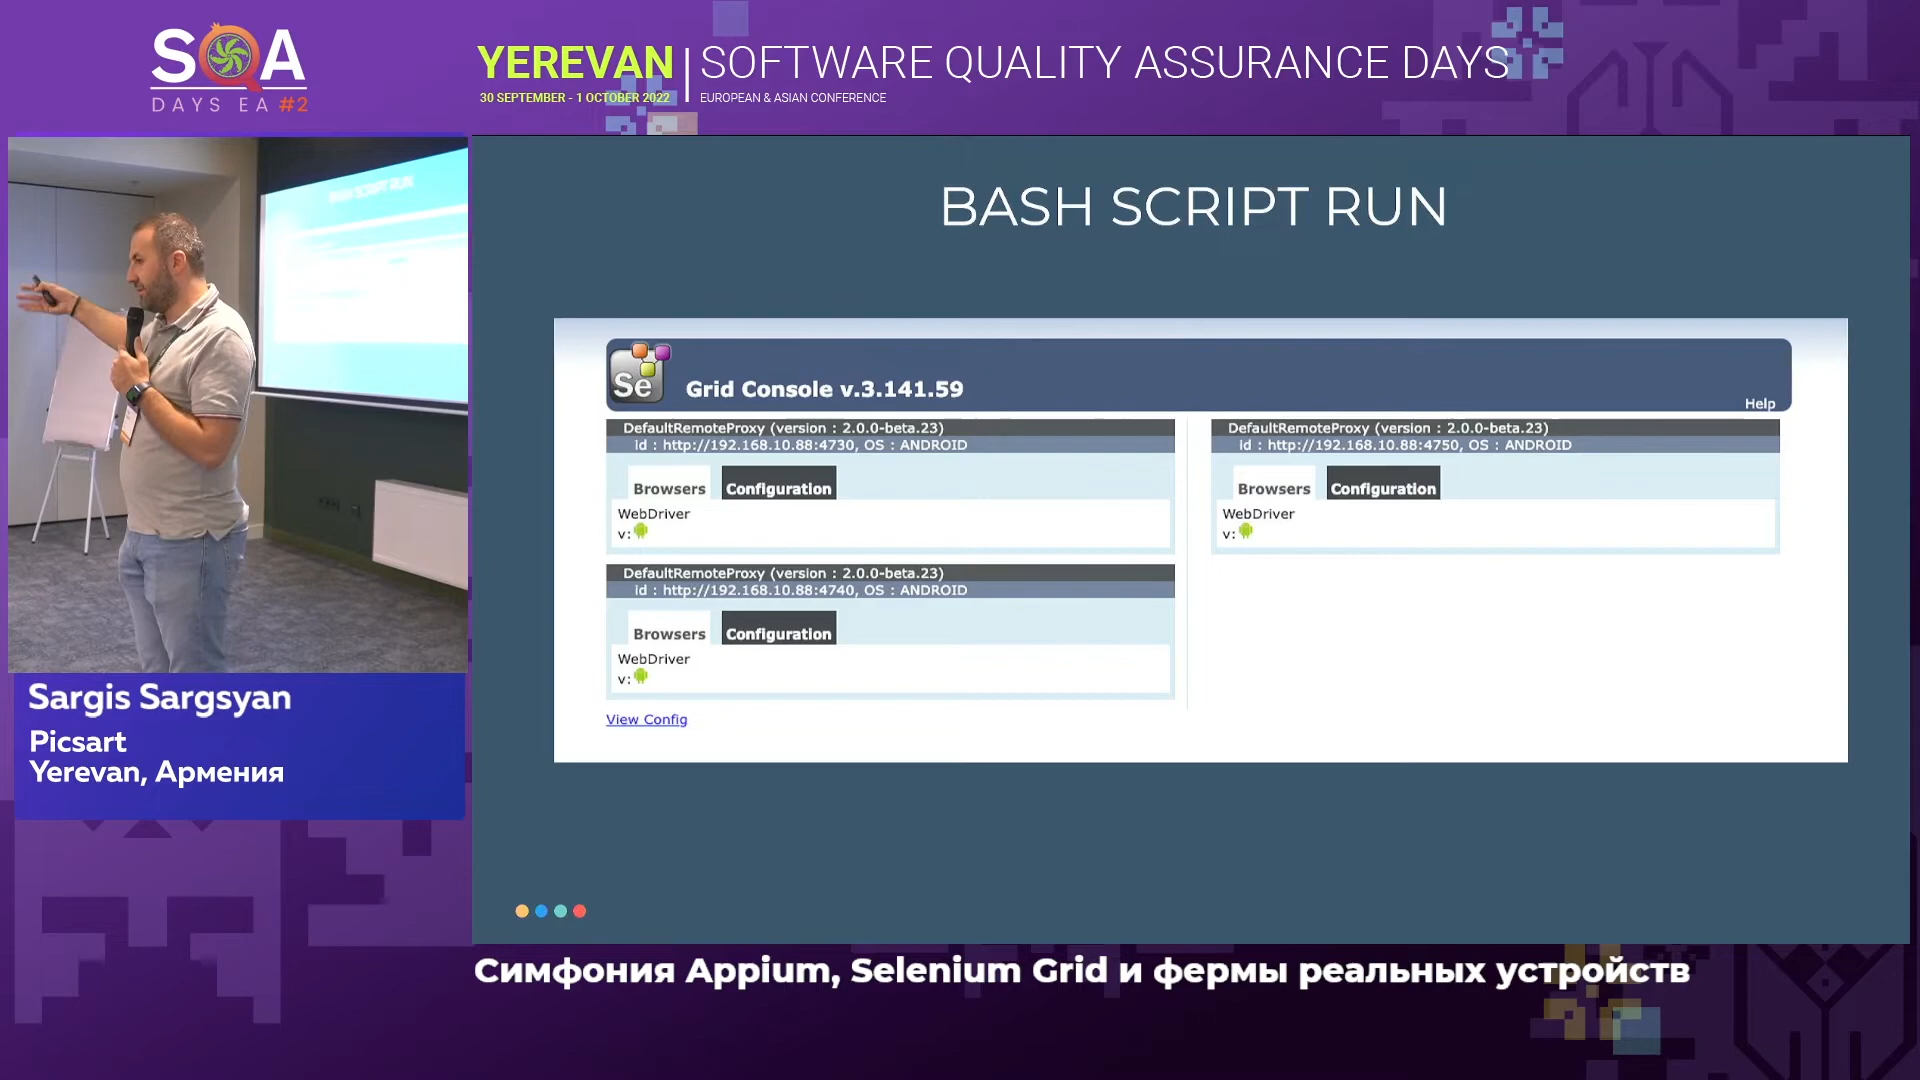 SQA
DAYS EA #2
YEREVAN
30 SEPTEMBER - 1 OCTOBER 2022
SOFTWARE QUALITY ASSURANCE DAYS
EUROPEAN & ASIAN CONFERENCE
BASH SCRIPT RUN
BASH SCRIPT RUN
Se
Grid Console v.3.141.59
Help
DefaultRemoteProxy (version : 2.0.0-beta.23)
id : http://192.168.10.88:4730, OS : ANDROID
Browsers Configuration
WebDriver
v:
DefaultRemoteProxy (version : 2.0.0-beta.23)
id : http://192.168.10.88:4750, OS : ANDROID
Browsers Configuration
WebDriver
v:
DefaultRemoteProxy (version : 2.0.0-beta.23)
id : http://192.168.10.88:4740, OS : ANDROID
Browsers Configuration
WebDriver
v:
View Config
Sargis Sargsyan
Picsart
Yerevan, Армения
Симфония Appium, Selenium Grid и фермы реальных устройств